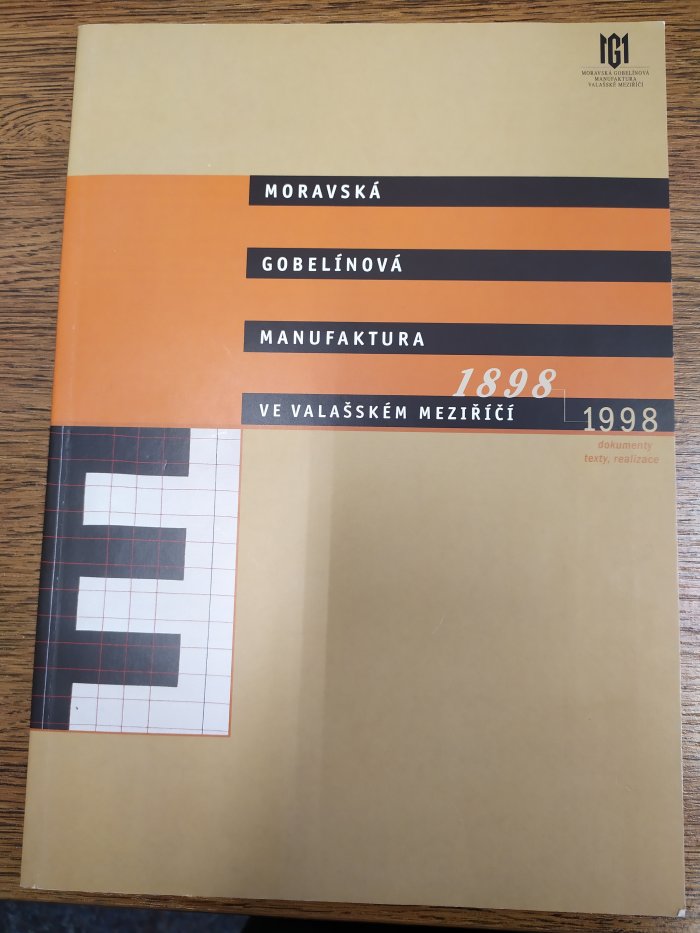 MORAVSKÁ GOBELÍNOVÁ
MANUFAKTURA
VALAŠSKÉ MEZIŘÍČÍ
MORAVSKÁ
GOBELÍNOVÁ
MANUFAKTURA
1898
VE VALAŠSKÉM MEZIŘÍČÍ
1998
dokumenty
texty, realizace